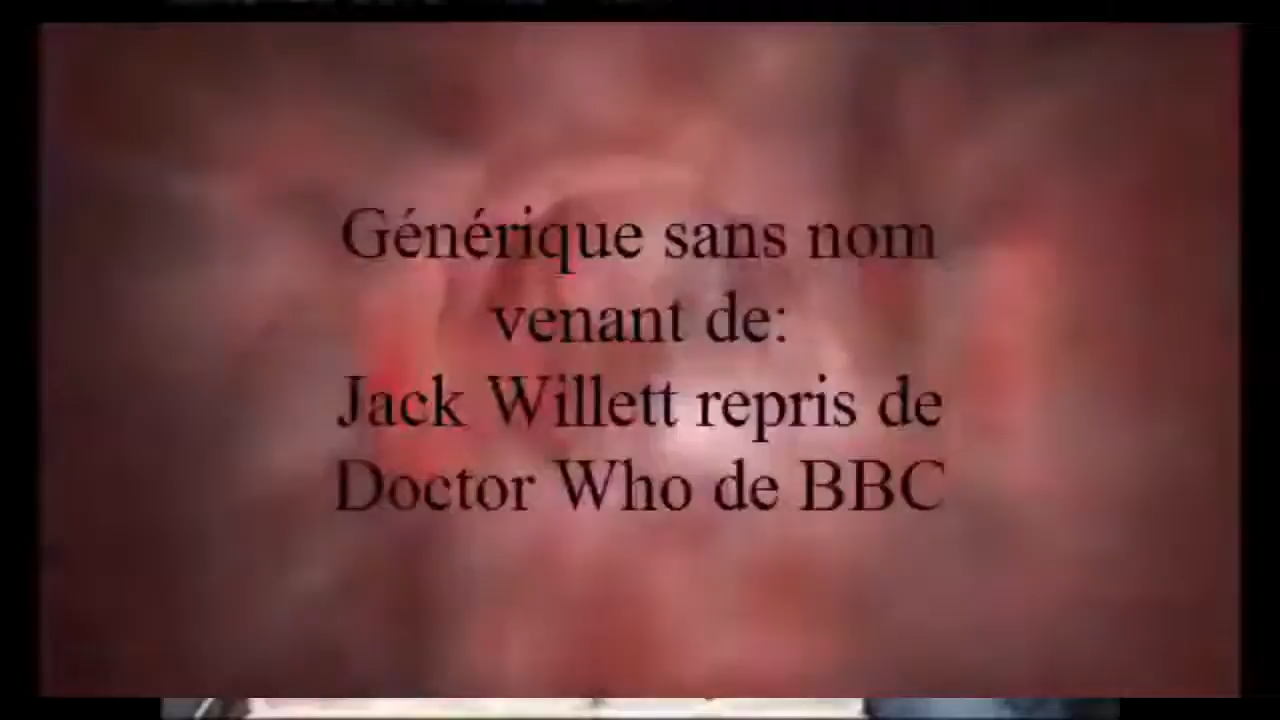 Générique sans nom
venant de:
Jack Willett repris de
Doctor Who de BBC